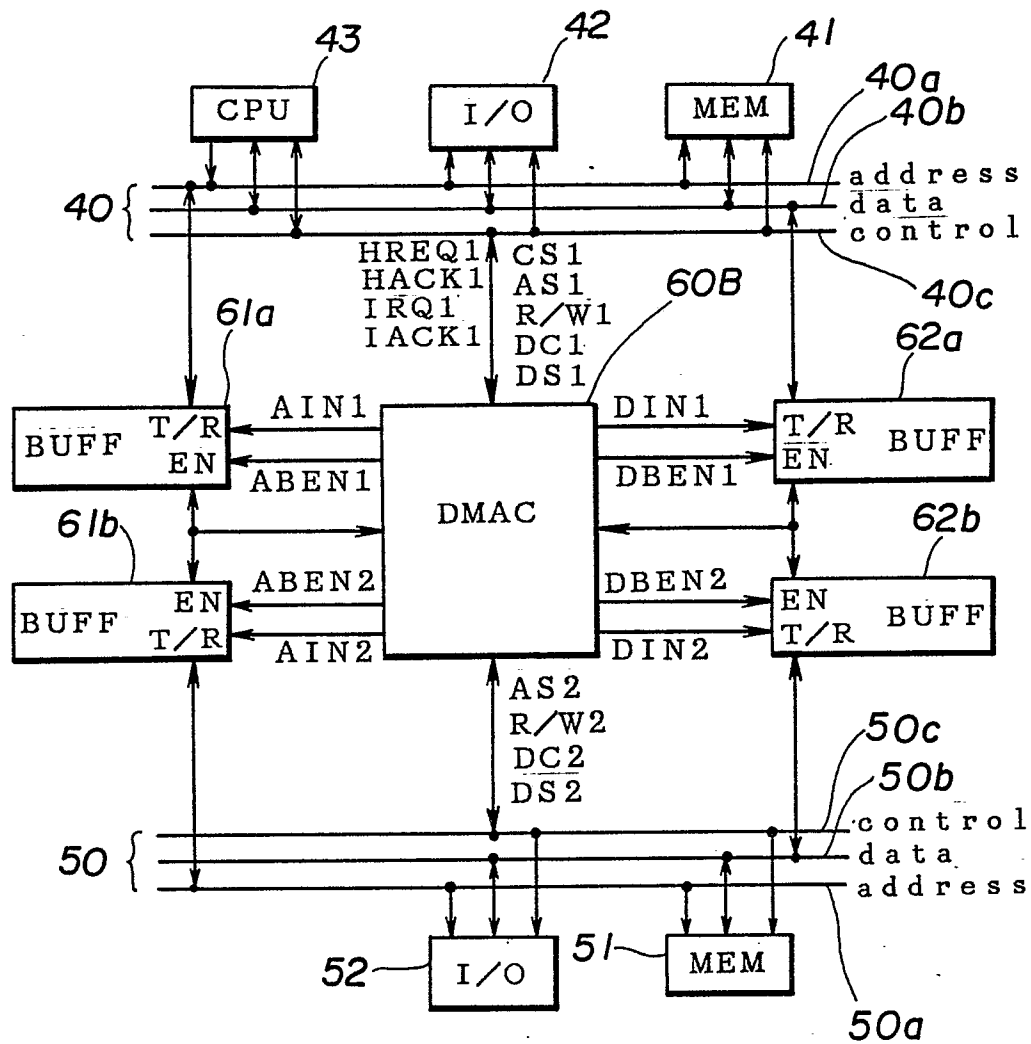 43
42
41
CPU
I/O
MEM
40a
40b
40
address
data
control
40c
HREQ1
HACK1
IRQ1
IACK1
CS1
AS1
R/W1
DC1
DS1
60B
61a
62a
BUFF
T/R
EN
AIN1
ABEN1
DMAC
DIN1
DBEN1
T/R
EN
BUFF
61b
62b
BUFF
EN
T/R
ABEN2
AIN2
DBEN2
DIN2
EN
T/R
BUFF
AS2
R/W2
DC2
DS2
50c
50b
50
control
data
address
52
I/O
51
MEM
50a